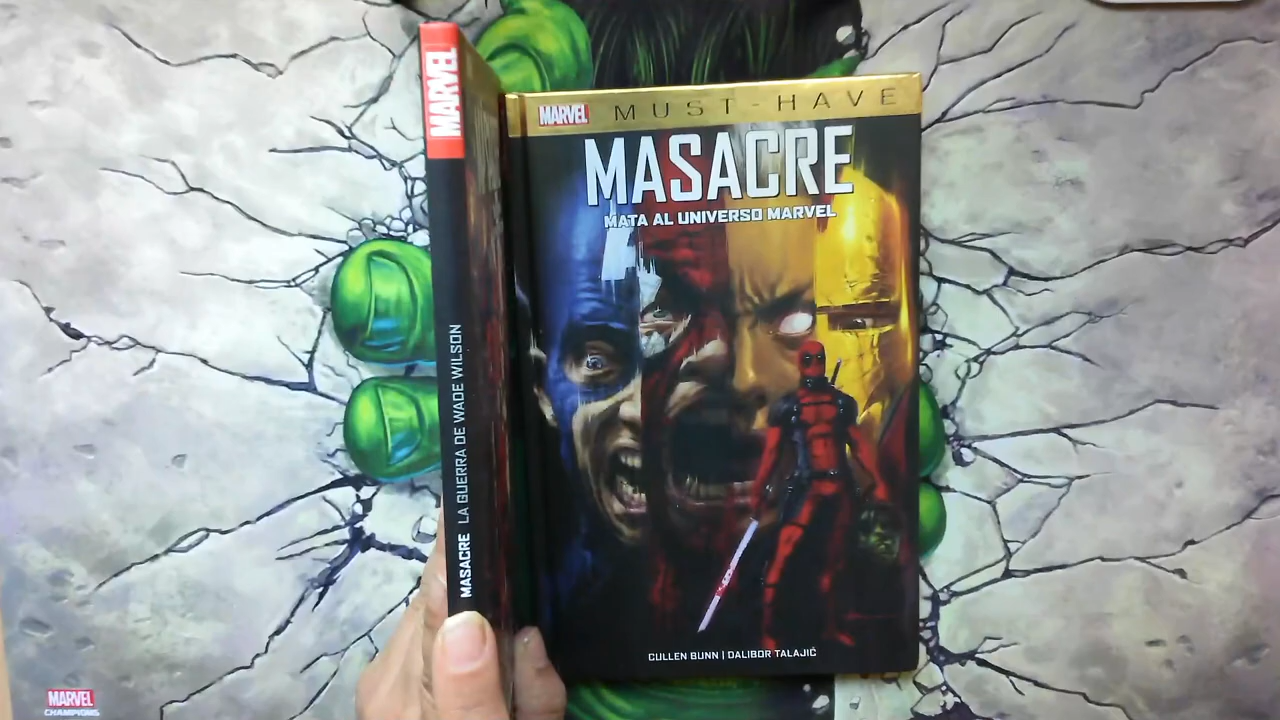 MARVEL
MASACRE LA GUERRA DE WADE WILSON
MARVEL MUST-HAVE
MASACRE
MATA AL UNIVERSO MARVEL
CULLEN BUNN | DALIBOR TALAJIĆ
MARVEL
CHAMPIONS